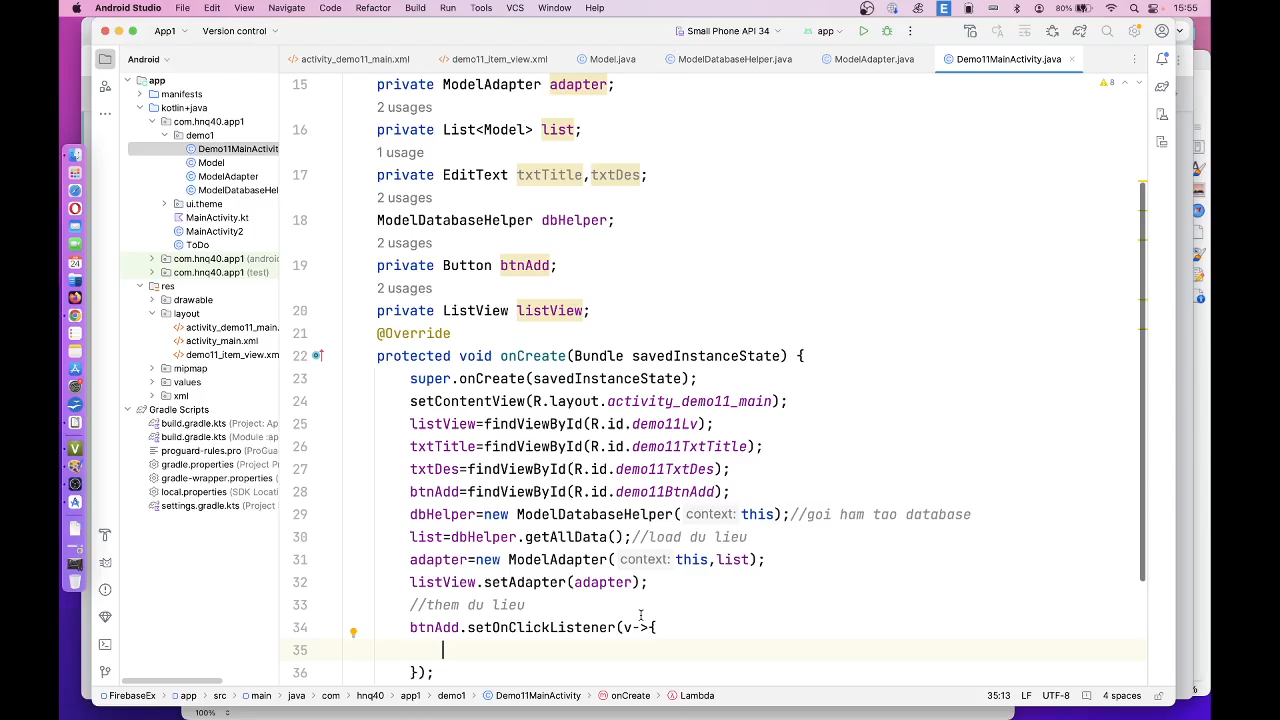 Android Studio File Edit View Navigate Code Refactor Build Run Tools VCS Window Help E 80% 15:55
App1 Version control Small Phone API 34 app
Android activity_demo11_main.xml demo11_item_view.xml Model.java ModelDatabaseHelper.java ModelAdapter.java Demo11MainActivity.java
app
manifests
kotlin+java
com.hnq40.app1
demo1
Demo11MainActivit
Model
ModelAdapter
ModelDatabaseHel
ui.theme
MainActivity.kt
MainActivity2
ToDo
com.hnq40.app1 (androi
com.hnq40.app1 (test)
res
drawable
layout
activity_demo11_main.
activity_main.xml
demo11_item_view.xm
mipmap
values
xml
Gradle Scripts
build.gradle.kts (Project: App
build.gradle.kts (Module :ap
proguard-rules.pro (ProGua
gradle.properties (Project P
gradle-wrapper.properties (
local.properties (SDK Locati
settings.gradle.kts (Project
8
15 private ModelAdapter adapter;
2 usages
16 private List<Model> list;
1 usage
17 private EditText txtTitle,txtDes;
2 usages
18 ModelDatabaseHelper dbHelper;
2 usages
19 private Button btnAdd;
2 usages
20 private ListView listView;
21 @Override
22 protected void onCreate(Bundle savedInstanceState) {
23 super.onCreate(savedInstanceState);
24 setContentView(R.layout.activity_demo11_main);
25 listView=findViewById(R.id.demo11Lv);
26 txtTitle=findViewById(R.id.demo11TxtTitle);
27 txtDes=findViewById(R.id.demo11TxtDes);
28 btnAdd=findViewById(R.id.demo11BtnAdd);
29 dbHelper=new ModelDatabaseHelper( context: this);//goi ham tao database
30 list=dbHelper.getAllData();//load du lieu
31 adapter=new ModelAdapter( context: this,list);
32 listView.setAdapter(adapter);
33 //them du lieu
34 btnAdd.setOnClickListener(v->{
35
36 });
FirebaseEx app src main java com hnq40 app1 demo1 Demo11MainActivity onCreate Lambda 35:13 LF UTF-8 4 spaces
100%